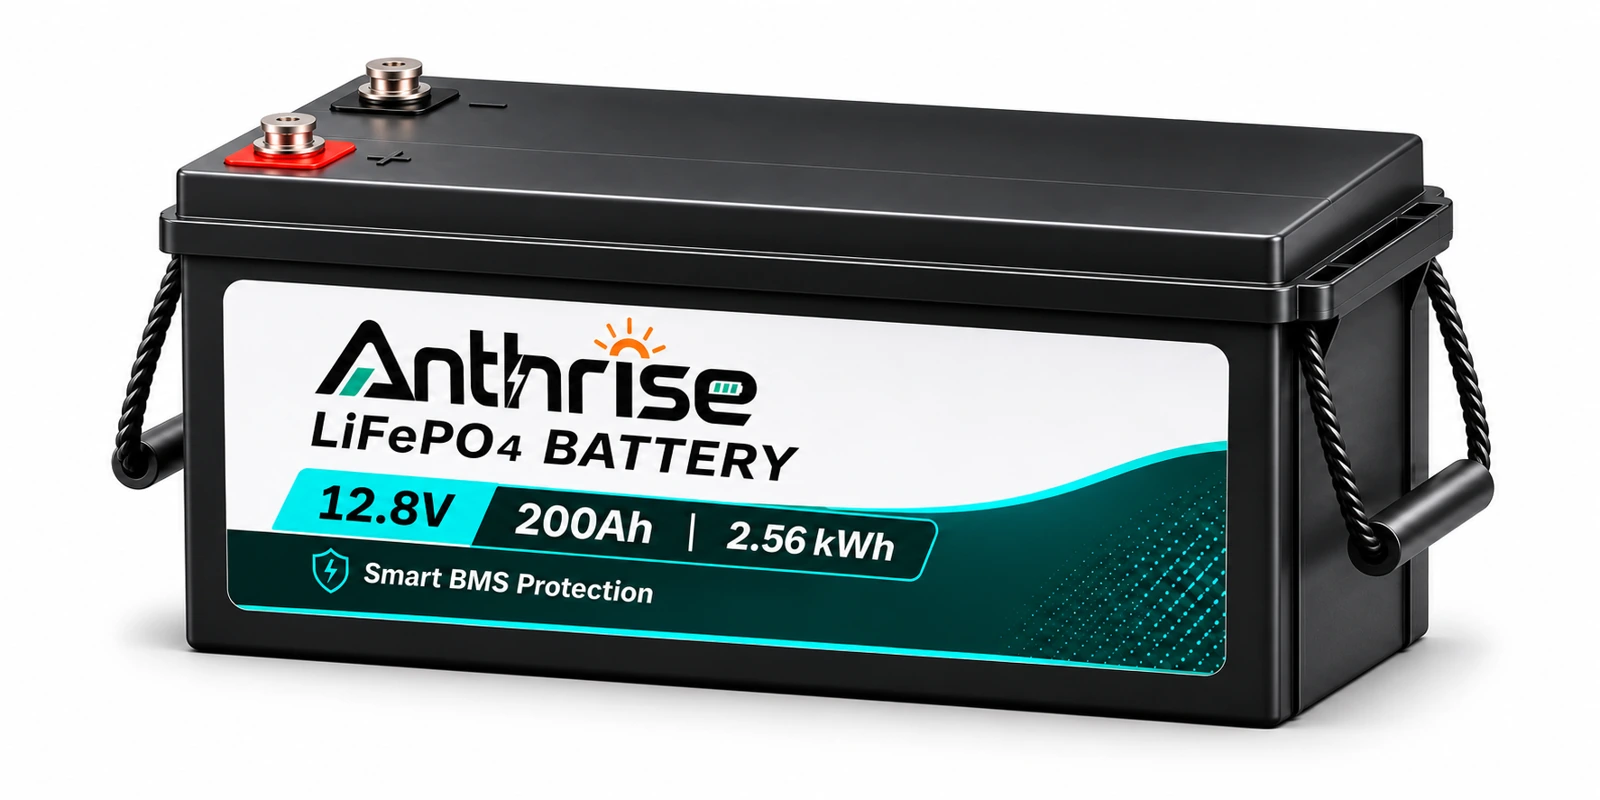 − 
+
Anthrise
LiFePO4 BATTERY
12.8V 200Ah | 2.56 kWh
Smart BMS Protection